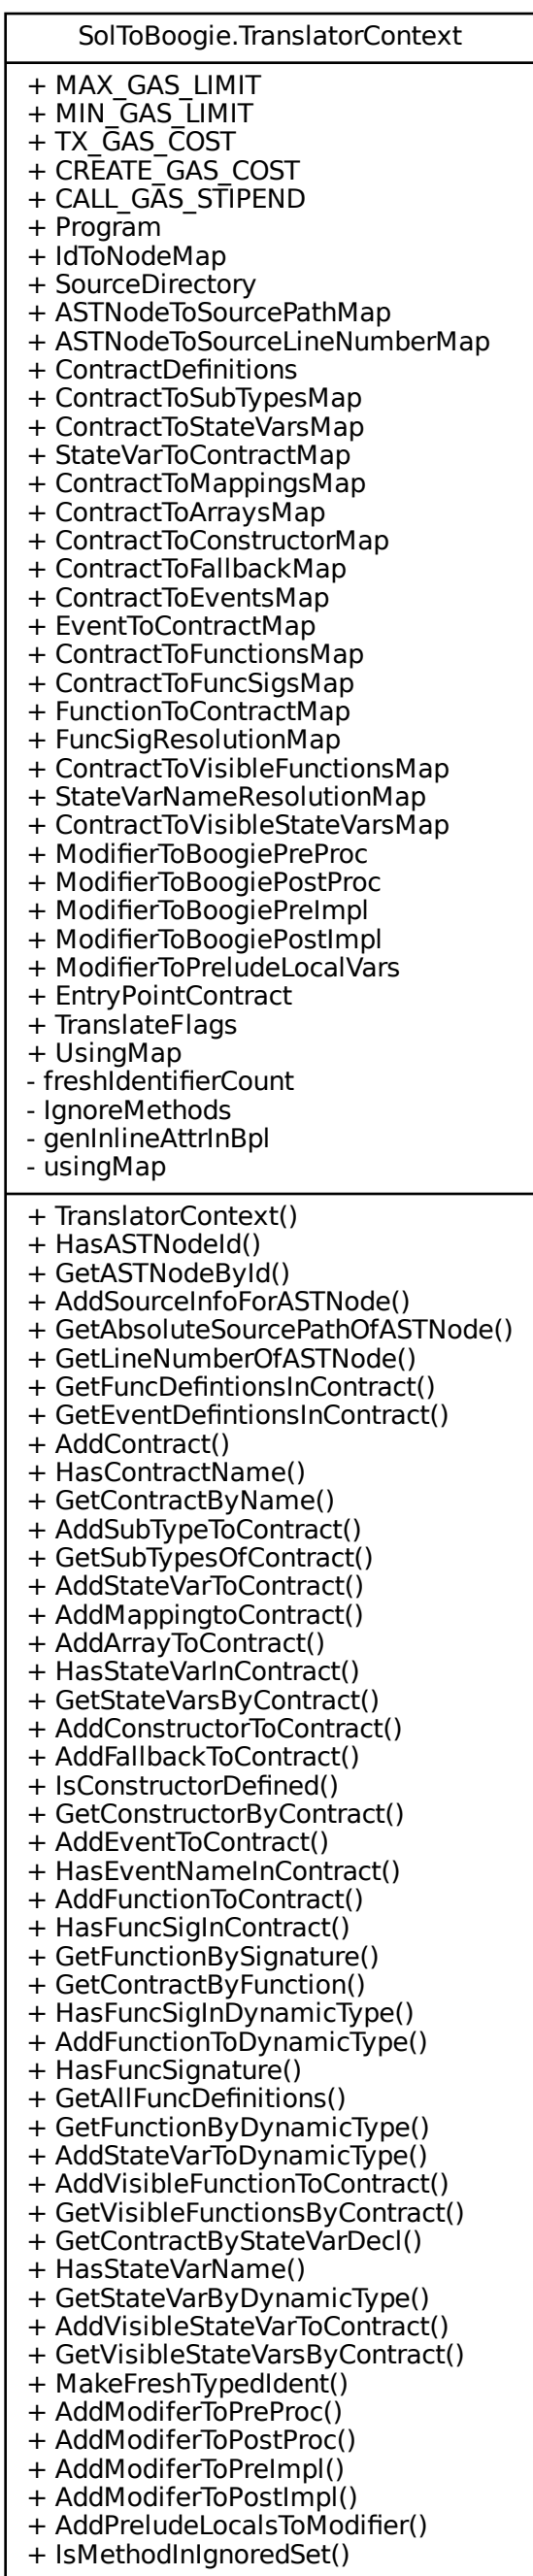 SolToBoogie.TranslatorContext
+ MAX_GAS_LIMIT
+ MIN_GAS_LIMIT
+ TX_GAS_COST
+ CREATE_GAS_COST
+ CALL_GAS_STIPEND
+ Program
+ IdToNodeMap
+ SourceDirectory
+ ASTNodeToSourcePathMap
+ ASTNodeToSourceLineNumberMap
+ ContractDefinitions
+ ContractToSubTypesMap
+ ContractToStateVarsMap
+ StateVarToContractMap
+ ContractToMappingsMap
+ ContractToArraysMap
+ ContractToConstructorMap
+ ContractToFallbackMap
+ ContractToEventsMap
+ EventToContractMap
+ ContractToFunctionsMap
+ ContractToFuncSigsMap
+ FunctionToContractMap
+ FuncSigResolutionMap
+ ContractToVisibleFunctionsMap
+ StateVarNameResolutionMap
+ ContractToVisibleStateVarsMap
+ ModifierToBoogiePreProc
+ ModifierToBoogiePostProc
+ ModifierToBoogiePreImpl
+ ModifierToBoogiePostImpl
+ ModifierToPreludeLocalVars
+ EntryPointContract
+ TranslateFlags
+ UsingMap
- freshIdentifierCount
- IgnoreMethods
- genInlineAttrInBpl
- usingMap
+ TranslatorContext()
+ HasASTNodeId()
+ GetASTNodeById()
+ AddSourceInfoForASTNode()
+ GetAbsoluteSourcePathOfASTNode()
+ GetLineNumberOfASTNode()
+ GetFuncDefintionsInContract()
+ GetEventDefintionsInContract()
+ AddContract()
+ HasContractName()
+ GetContractByName()
+ AddSubTypeToContract()
+ GetSubTypesOfContract()
+ AddStateVarToContract()
+ AddMappingtoContract()
+ AddArrayToContract()
+ HasStateVarInContract()
+ GetStateVarsByContract()
+ AddConstructorToContract()
+ AddFallbackToContract()
+ IsConstructorDefined()
+ GetConstructorByContract()
+ AddEventToContract()
+ HasEventNameInContract()
+ AddFunctionToContract()
+ HasFuncSigInContract()
+ GetFunctionBySignature()
+ GetContractByFunction()
+ HasFuncSigInDynamicType()
+ AddFunctionToDynamicType()
+ HasFuncSignature()
+ GetAllFuncDefinitions()
+ GetFunctionByDynamicType()
+ AddStateVarToDynamicType()
+ AddVisibleFunctionToContract()
+ GetVisibleFunctionsByContract()
+ GetContractByStateVarDecl()
+ HasStateVarName()
+ GetStateVarByDynamicType()
+ AddVisibleStateVarToContract()
+ GetVisibleStateVarsByContract()
+ MakeFreshTypedIdent()
+ AddModiferToPreProc()
+ AddModiferToPostProc()
+ AddModiferToPreImpl()
+ AddModiferToPostImpl()
+ AddPreludeLocalsToModifier()
+ IsMethodInIgnoredSet()